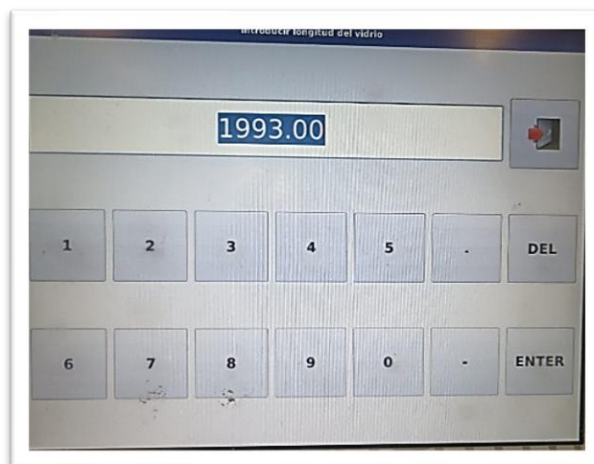 Introducir longitud del vidrio
1993.00
1 2 3 4 5 . DEL
6 7 8 9 0 - ENTER